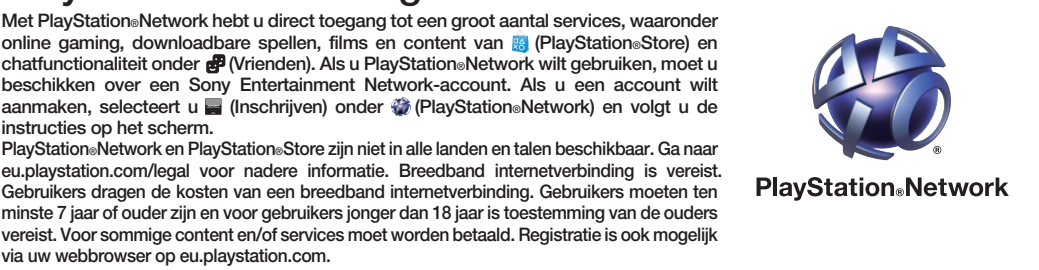 Met PlayStation®Network hebt u direct toegang tot een groot aantal services, waaronder
online gaming, downloadbare spellen, films en content van (PlayStation®Store) en
chatfunctionaliteit onder (Vrienden). Als u PlayStation®Network wilt gebruiken, moet u
beschikken over een Sony Entertainment Network-account. Als u een account wilt
aanmaken, selecteert u (Inschrijven) onder (PlayStation®Network) en volgt u de
instructies op het scherm.
PlayStation®Network en PlayStation®Store zijn niet in alle landen en talen beschikbaar. Ga naar
eu.playstation.com/legal voor nadere informatie. Breedband internetverbinding is vereist.
Gebruikers dragen de kosten van een breedband internetverbinding. Gebruikers moeten ten
minste 7 jaar of ouder zijn en voor gebruikers jonger dan 18 jaar is toestemming van de ouders
vereist. Voor sommige content en/of services moet worden betaald. Registratie is ook mogelijk
via uw webbrowser op eu.playstation.com.
®
PlayStation®Network